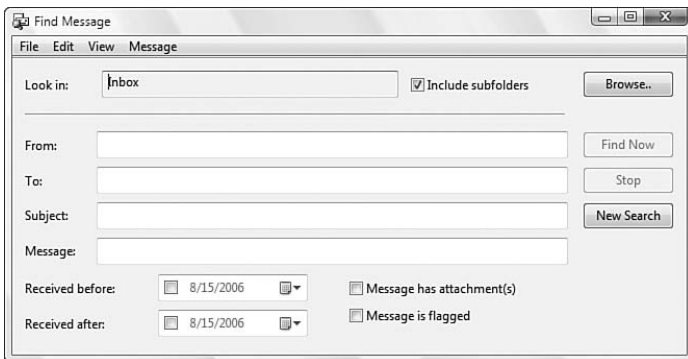 Find Message
File Edit View Message
Look in: Inbox Include subfolders Browse..
From: Find Now
To: Stop
Subject: New Search
Message:
Received before: 8/15/2006 Message has attachment(s)
Received after: 8/15/2006 Message is flagged